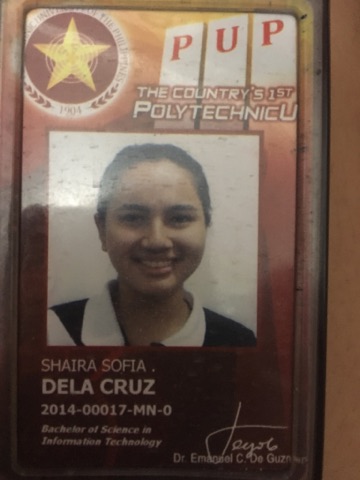 1904
PUP
THE COUNTRY'S 1ST
POLYTECHNICU
SHAIRA SOFIA .
DELA CRUZ
2014-00017-MN-0
Bachelor of Science in
Information Technology
Dr. Emanuel C. De Guzm